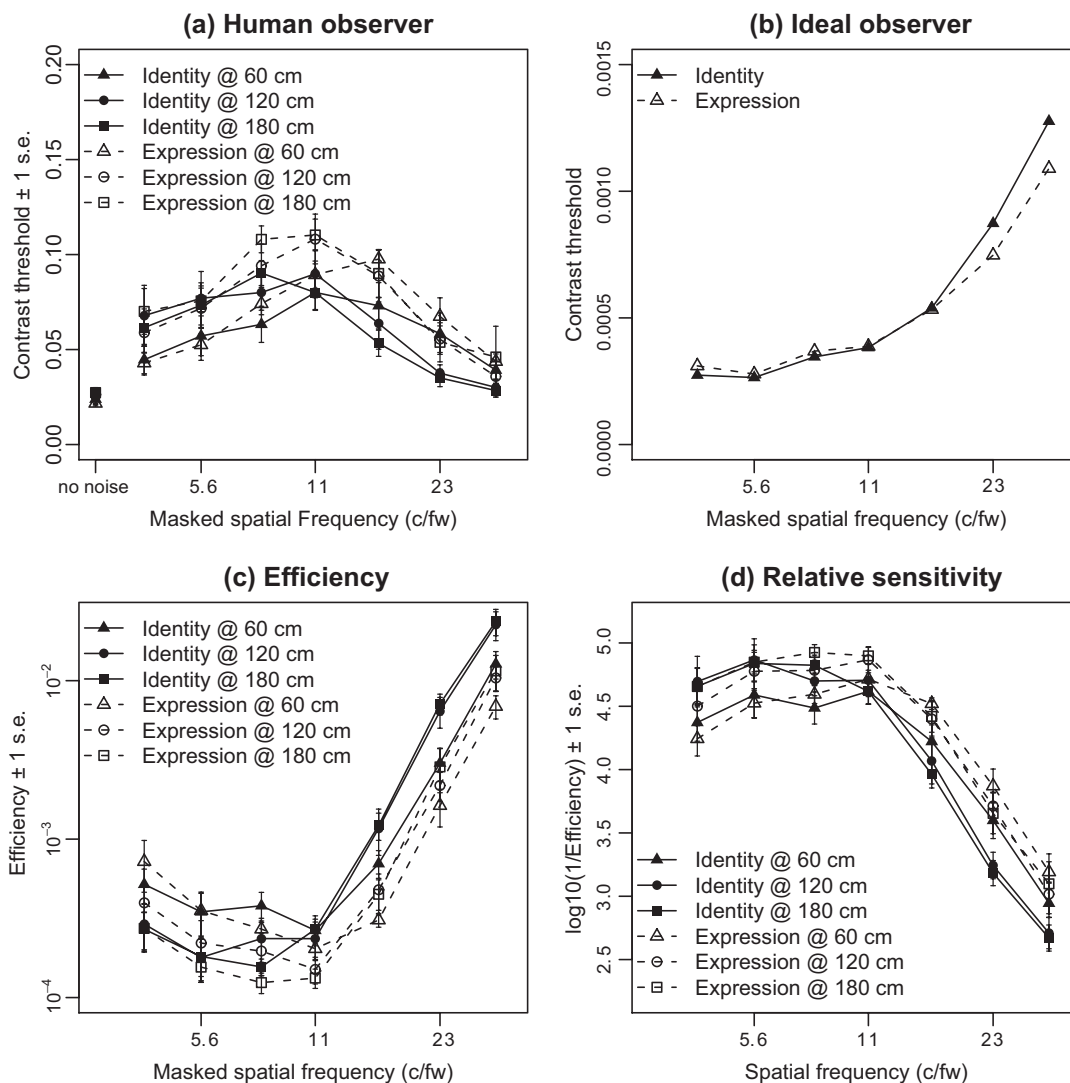 (a) Human observer
Contrast threshold ± 1 s.e.
0.20
0.15
0.10
0.05
0.00
Identity @ 60 cm
Identity @ 120 cm
Identity @ 180 cm
Expression @ 60 cm
Expression @ 120 cm
Expression @ 180 cm
no noise 5.6 11 23
Masked spatial Frequency (c/fw)
(b) Ideal observer
Contrast threshold
0.0015
0.0010
0.0005
0.0000
Identity
Expression
5.6 11 23
Masked spatial frequency (c/fw)
(c) Efficiency
Efficiency ± 1 s.e.
10−2
10−3
10−4
Identity @ 60 cm
Identity @ 120 cm
Identity @ 180 cm
Expression @ 60 cm
Expression @ 120 cm
Expression @ 180 cm
5.6 11 23
Masked spatial frequency (c/fw)
(d) Relative sensitivity
log10(1/Efficiency) ± 1 s.e.
5.0
4.5
4.0
3.5
3.0
2.5
Identity @ 60 cm
Identity @ 120 cm
Identity @ 180 cm
Expression @ 60 cm
Expression @ 120 cm
Expression @ 180 cm
5.6 11 23
Spatial frequency (c/fw)